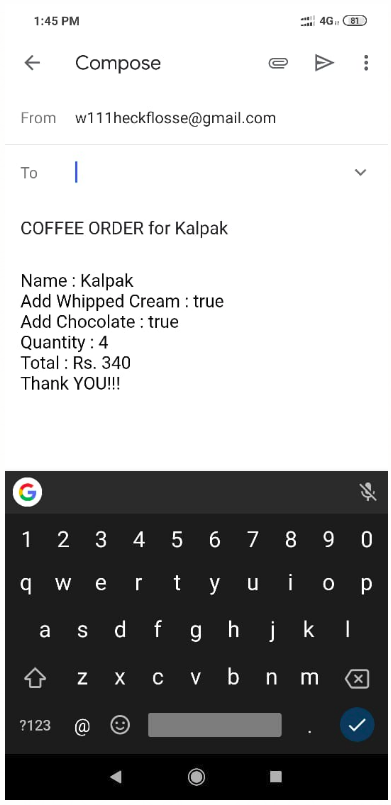 1:45 PM 4G 81
Compose
From w111heckflosse@gmail.com
To
COFFEE ORDER for Kalpak
Name : Kalpak
Add Whipped Cream : true
Add Chocolate : true
Quantity : 4
Total : Rs. 340
Thank YOU!!!
G
1 2 3 4 5 6 7 8 9 0
q w e r t y u i o p
a s d f g h j k l
z x c v b n m
?123 @ .